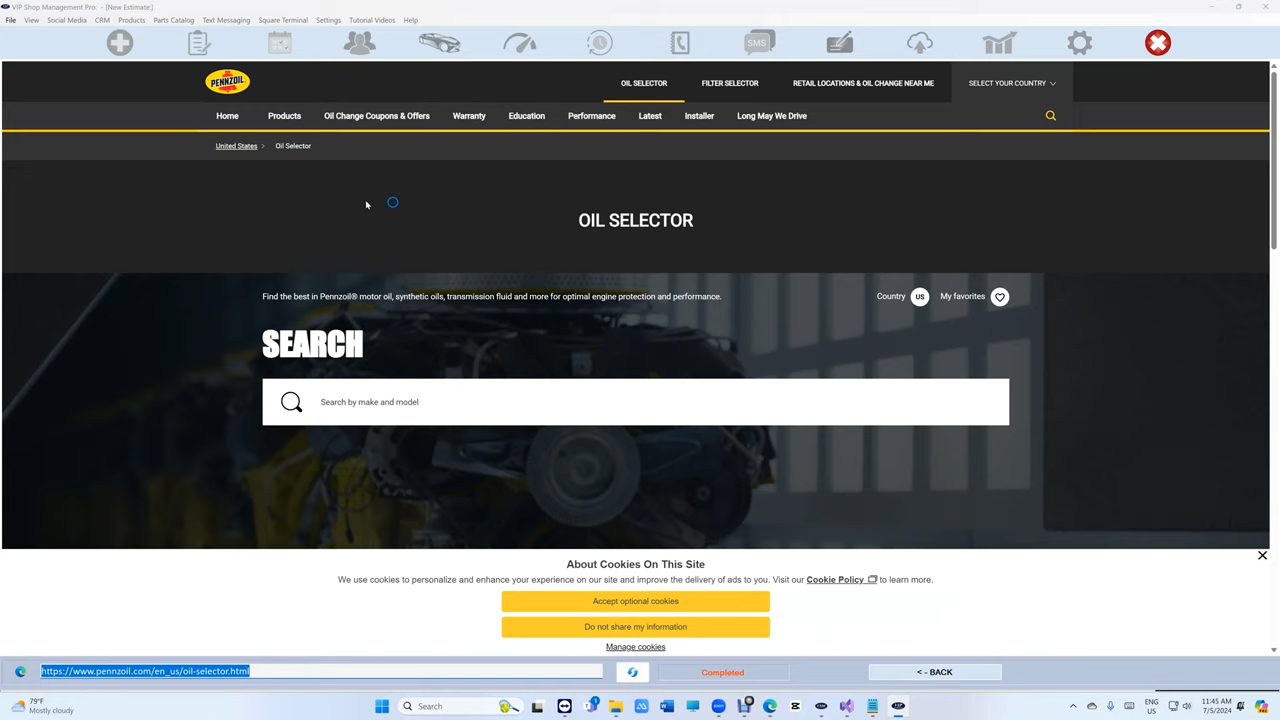 VIP Shop Management Pro: - [New Estimate:]
File View Social Media CRM Products Parts Catalog Text Messaging Square Terminal Settings Tutorial Videos Help
SMS
PENNZOIL
OIL SELECTOR FILTER SELECTOR RETAIL LOCATIONS & OIL CHANGE NEAR ME SELECT YOUR COUNTRY
Home Products Oil Change Coupons & Offers Warranty Education Performance Latest Installer Long May We Drive
United States > Oil Selector
OIL SELECTOR
Find the best in Pennzoil® motor oil, synthetic oils, transmission fluid and more for optimal engine protection and performance.
Country US My favorites
SEARCH
Search by make and model
About Cookies On This Site
We use cookies to personalize and enhance your experience on our site and improve the delivery of ads to you. Visit our Cookie Policy to learn more.
Accept optional cookies
Do not share my information
Manage cookies
https://www.pennzoil.com/en_us/oil-selector.html
Completed
< - BACK
79°F
Mostly cloudy
Search
1
ENG
US
11:45 AM
7/5/2024